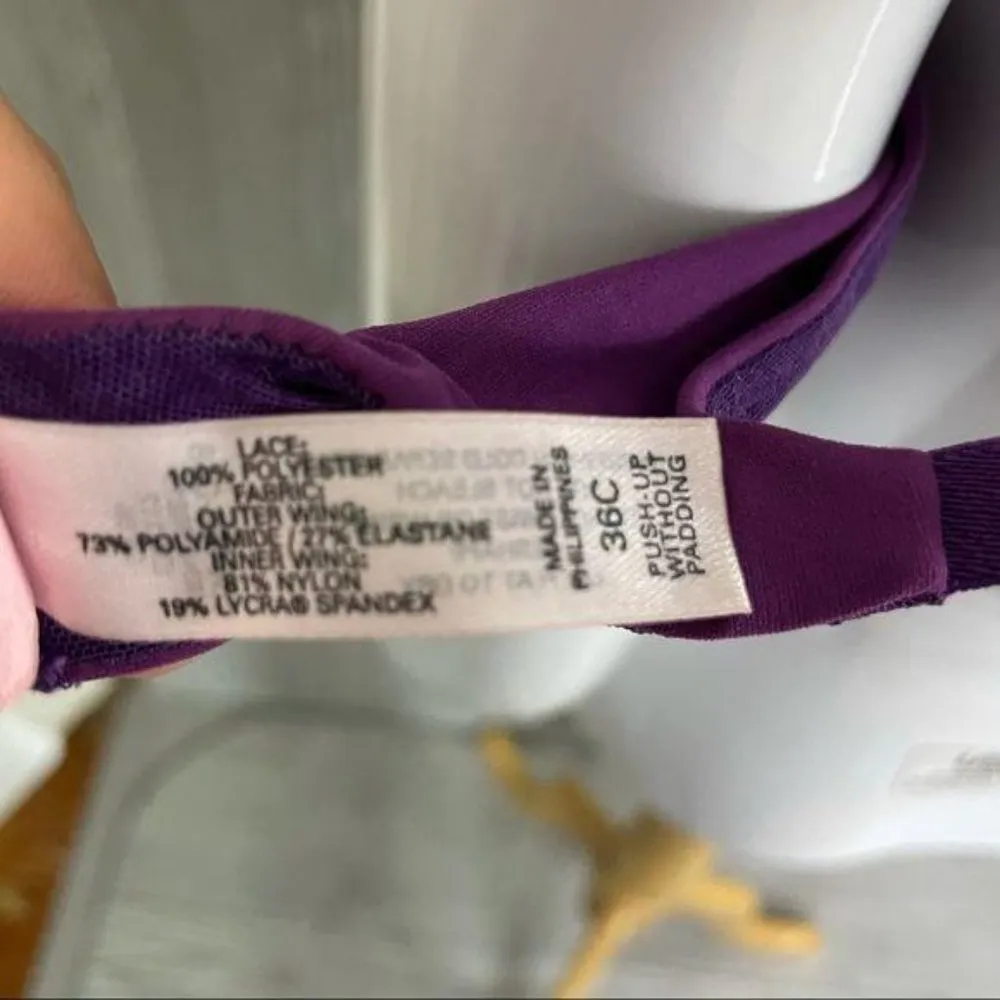 LACE:
100% POLYESTER
FABRIC:
OUTER WING:
73% POLYAMIDE 27% ELASTANE
INNER WING:
81% NYLON
19% LYCRA® SPANDEX
MADE IN
PHILIPPINES
36C
PUSH-UP
WITHOUT
PADDING